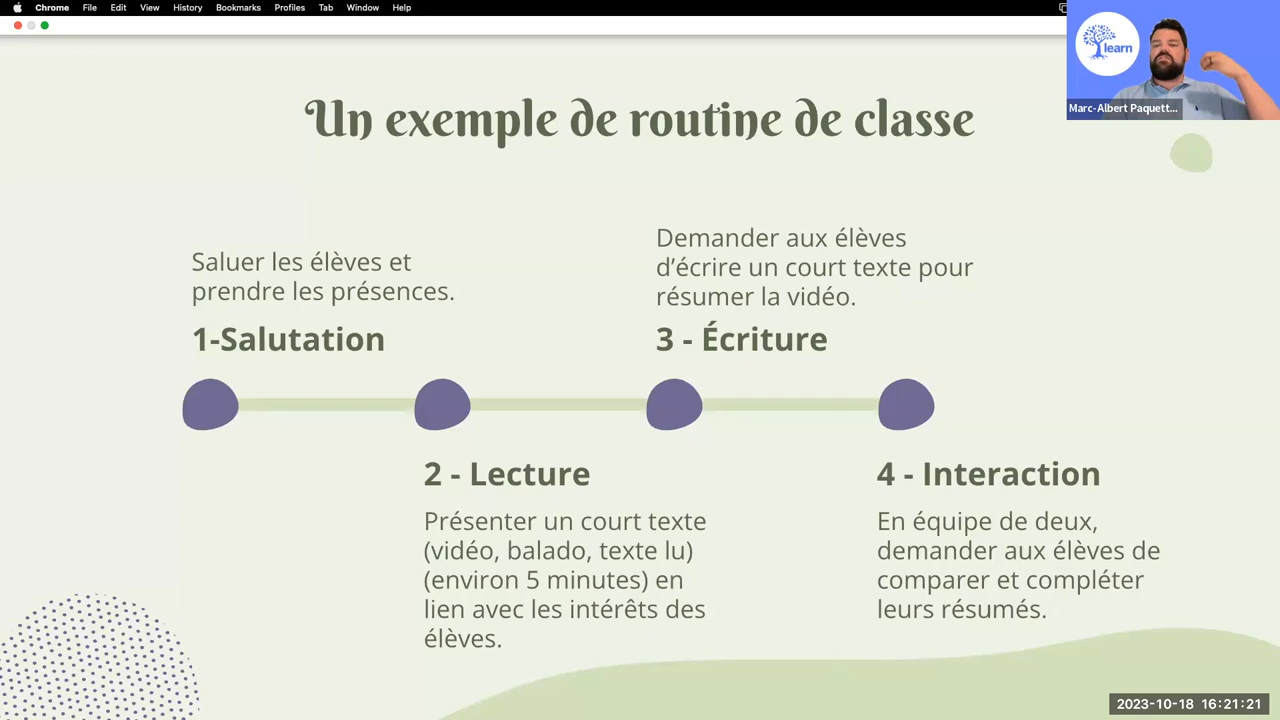 Chrome File Edit View History Bookmarks Profiles Tab Window Help
learn
Marc-Albert Paquett...
Un exemple de routine de classe
Saluer les élèves et
prendre les présences.
1-Salutation
Demander aux élèves
d’écrire un court texte pour
résumer la vidéo.
3 - Écriture
2 - Lecture
Présenter un court texte
(vidéo, balado, texte lu)
(environ 5 minutes) en
lien avec les intérêts des
élèves.
4 - Interaction
En équipe de deux,
demander aux élèves de
comparer et compléter
leurs résumés.
2023-10-18 16:21:21